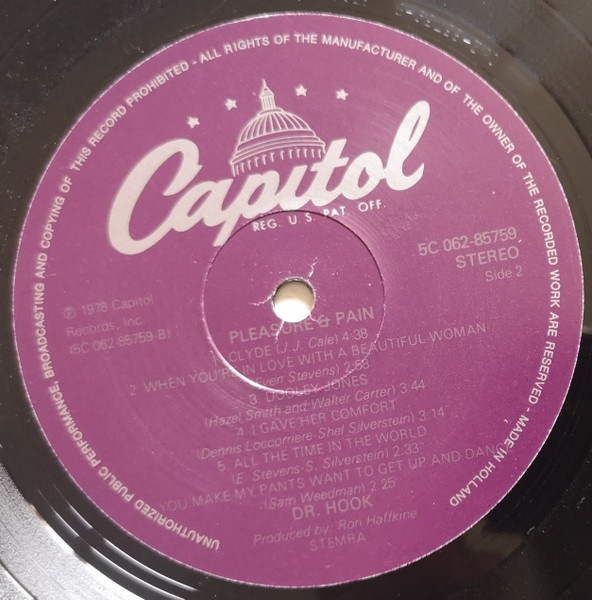 UNAUTHORIZED PUBLIC PERFORMANCE, BROADCASTING AND COPYING OF THIS RECORD PROHIBITED - ALL RIGHTS OF THE MANUFACTURER AND OF THE OWNER OF THE RECORDED WORK ARE RESERVED - MADE IN HOLLAND
Capitol
REG. U.S. PAT. OFF.
5C 062-85759
STEREO
Side 2
℗ 1978 Capitol
Records, Inc.
(5C 062-85759 B)
PLEASURE & PAIN
1. CLYDE (J.J. Cale) 4:38
2. WHEN YOU'RE IN LOVE WITH A BEAUTIFUL WOMAN
(Even Stevens) 2:58
3. DOOLEY JONES
(Hazel Smith and Walter Carter) 3:44
4. I GAVE HER COMFORT
(Dennis Loccorriere-Shel Silverstein) 3:14
5. ALL THE TIME IN THE WORLD
(E. Stevens-S. Silverstein) 2:33
YOU MAKE MY PANTS WANT TO GET UP AND DANCE
(Sam Weedman) 2:25
DR. HOOK
Produced by: Ron Haffkine
STEMRA